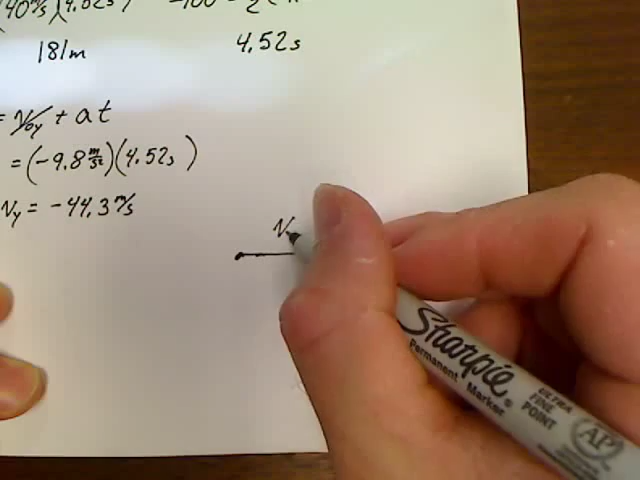 181m
4.52s
= V₀y + at
= (-9.8 m/s²)(4.52s)
Vy = -44.3 m/s
V
Sharpie®
Permanent Marker
ULTRA FINE POINT
AP